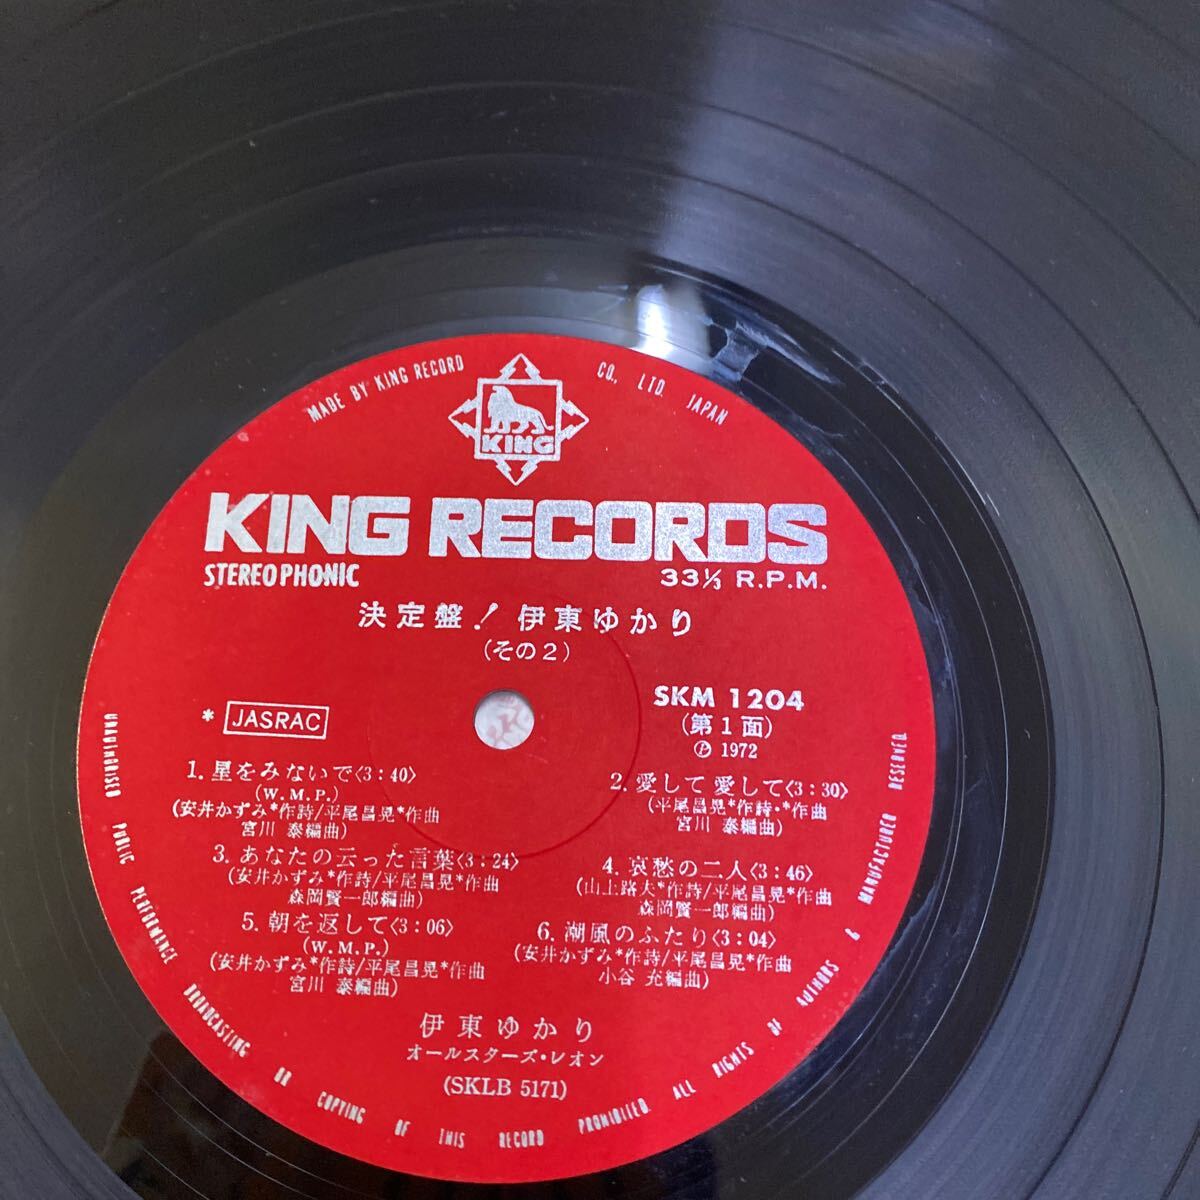 MADE BY KING RECORD CO., LTD. JAPAN
KING
KING RECORDS
STEREOPHONIC
33⅓ R.P.M.
決定盤! 伊東ゆかり
(その2)
SKM 1204
* JASRAC
(第1面)
Ⓟ 1972
1. 星をみないで〈3:40〉
(W.M.P.)
(安井かずみ*作詩/平尾昌晃*作曲
宮川 泰編曲)
2. 愛して 愛して〈3:30〉
(平尾昌晃*作詩・*作曲
宮川 泰編曲)
3. あなたの云った言葉〈3:24〉
(安井かずみ*作詩/平尾昌晃*作曲
森岡賢一郎編曲)
4. 哀愁の二人〈3:46〉
(山上路夫*作詩/平尾昌晃*作曲
森岡賢一郎編曲)
5. 朝を返して〈3:06〉
(W.M.P.)
(安井かずみ*作詩/平尾昌晃*作曲
宮川 泰編曲)
6. 潮風のふたり〈3:04〉
(安井かずみ*作詩/平尾昌晃*作曲
小谷 充編曲)
伊東ゆかり
オールスターズ・レオン
(SKLB 5171)
UNAUTHORISED PUBLIC PERFORMANCE BROADCASTING OR COPYING OF THIS RECORD PROHIBITED. ALL RIGHTS OF AUTHORS & MANUFACTURER RESERVED.